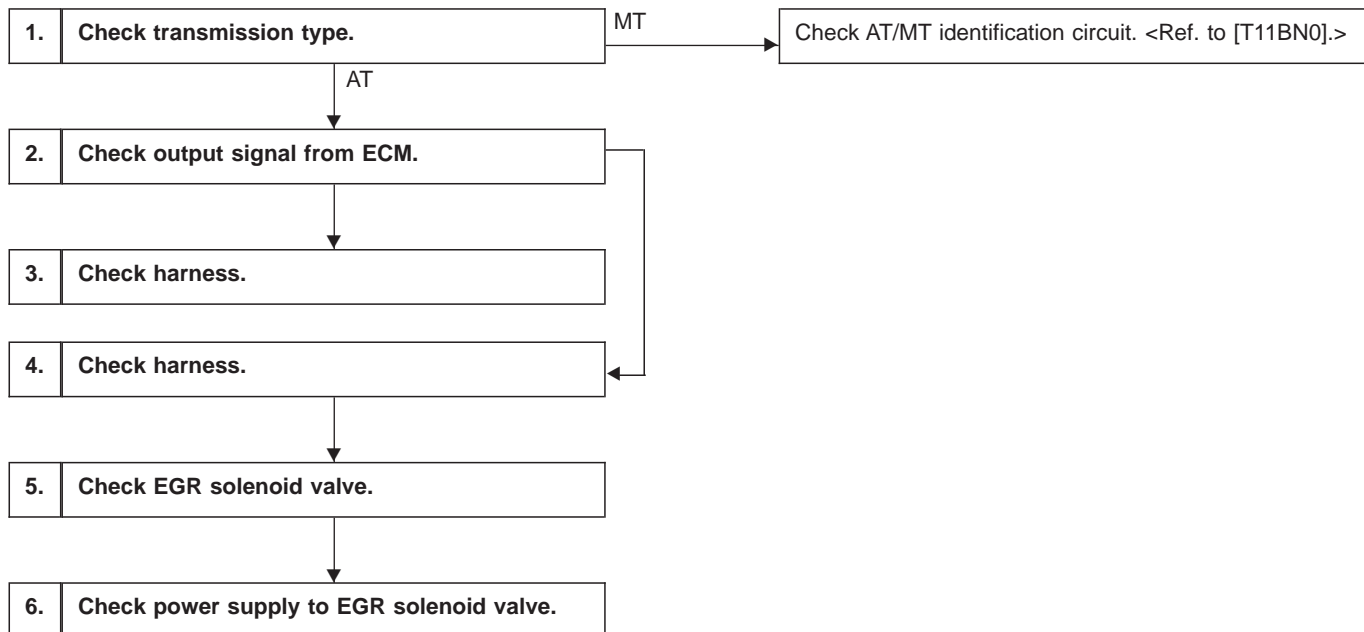 1. Check transmission type.
MT
Check AT/MT identification circuit. <Ref. to [T11BN0].>
AT
2. Check output signal from ECM.
3. Check harness.
4. Check harness.
5. Check EGR solenoid valve.
6. Check power supply to EGR solenoid valve.